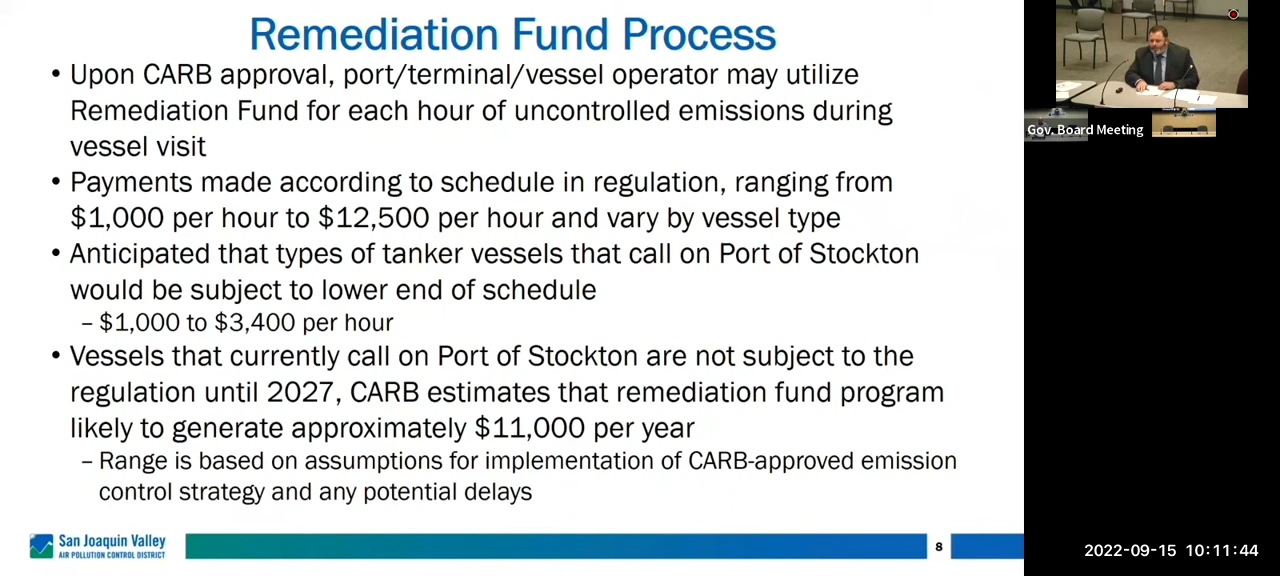 Remediation Fund Process
• Upon CARB approval, port/terminal/vessel operator may utilize
Remediation Fund for each hour of uncontrolled emissions during
vessel visit
• Payments made according to schedule in regulation, ranging from
$1,000 per hour to $12,500 per hour and vary by vessel type
• Anticipated that types of tanker vessels that call on Port of Stockton
would be subject to lower end of schedule
– $1,000 to $3,400 per hour
• Vessels that currently call on Port of Stockton are not subject to the
regulation until 2027, CARB estimates that remediation fund program
likely to generate approximately $11,000 per year
– Range is based on assumptions for implementation of CARB-approved emission
control strategy and any potential delays
San Joaquin Valley
AIR POLLUTION CONTROL DISTRICT
8
Gov. Board Meeting
2022-09-15 10:11:44